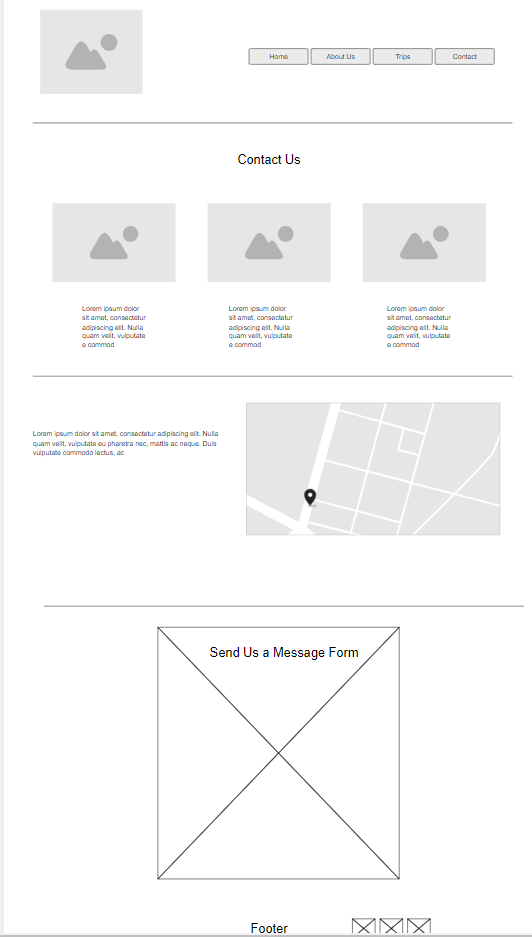 Home
About Us
Trips
Contact
Contact Us
Lorem ipsum dolor
sit amet, consectetur
adipiscing elit. Nulla
quam velit, vulputate
e commod
Lorem ipsum dolor
sit amet, consectetur
adipiscing elit. Nulla
quam velit, vulputate
e commod
Lorem ipsum dolor
sit amet, consectetur
adipiscing elit. Nulla
quam velit, vulputate
e commod
Lorem ipsum dolor sit amet, consectetur adipiscing elit. Nulla
quam velit, vulputate eu pharetra nec, mattis ac neque. Duis
vulputate commodo lectus, ac
Send Us a Message Form
Footer